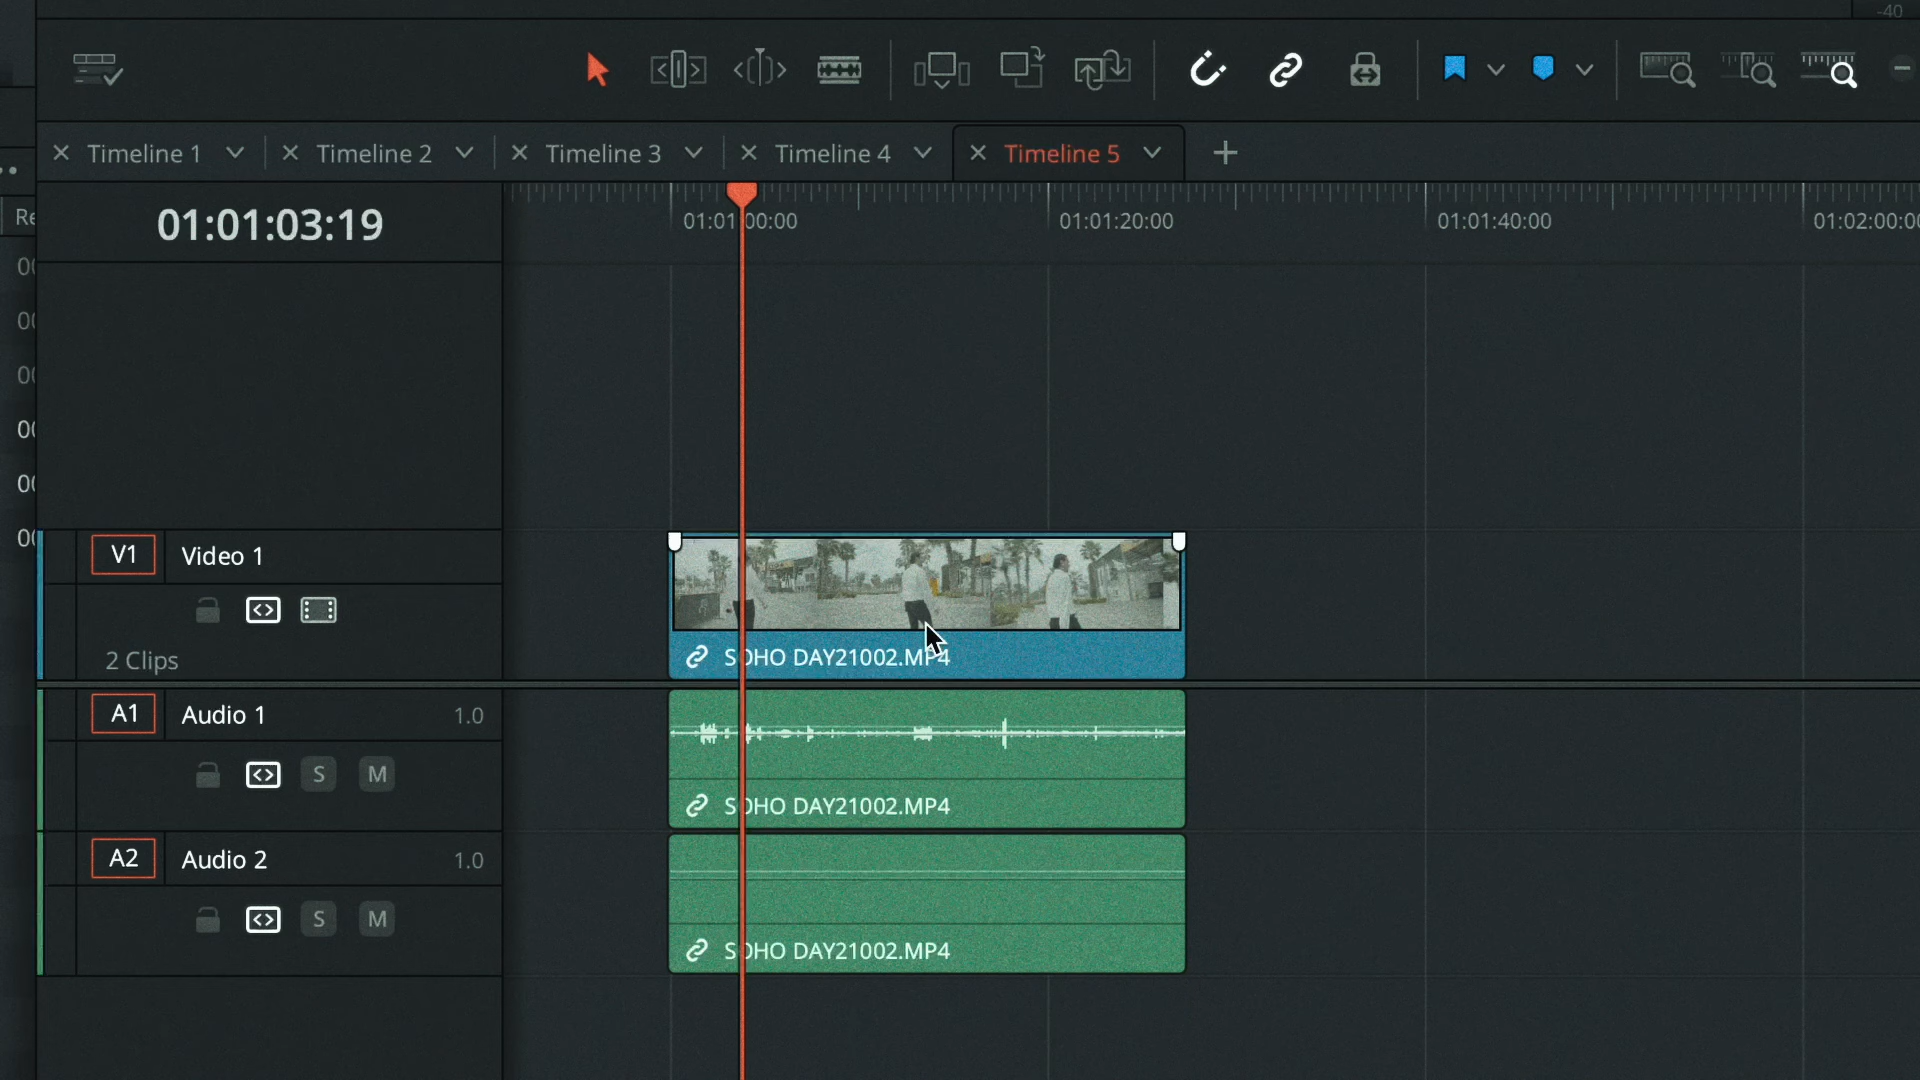 -40
Timeline 1
Timeline 2
Timeline 3
Timeline 4
Timeline 5
Re
01:01:03:19
01:01:00:00
01:01:20:00
01:01:40:00
01:02:00:00
V1 Video 1
2 Clips
SOHO DAY21002.MP4
A1 Audio 1 1.0
S M
SOHO DAY21002.MP4
A2 Audio 2 1.0
S M
SOHO DAY21002.MP4